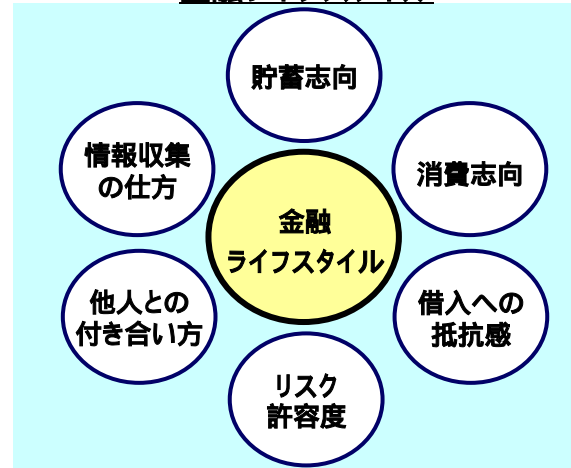 貯蓄志向
情報収集
の仕方
消費志向
金融
ライフスタイル
他人との
付き合い方
借入への
抵抗感
リスク
許容度